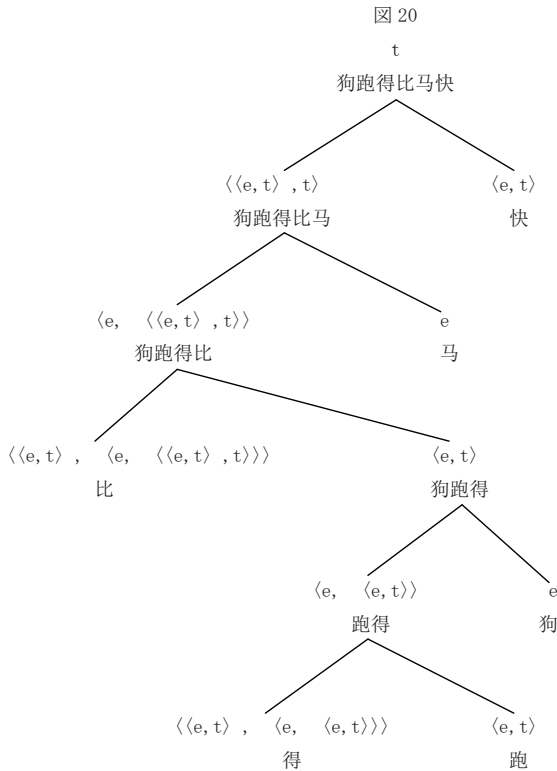 図 20
t
狗跑得比马快
〈〈e,t〉,t〉 〈e,t〉
狗跑得比马 快
〈e, 〈〈e,t〉,t〉〉 e
狗跑得比 马
〈〈e,t〉, 〈e, 〈〈e,t〉,t〉〉〉 〈e,t〉
比 狗跑得
〈e, 〈e,t〉〉 e
跑得 狗
〈〈e,t〉, 〈e, 〈e,t〉〉〉 〈e,t〉
得 跑